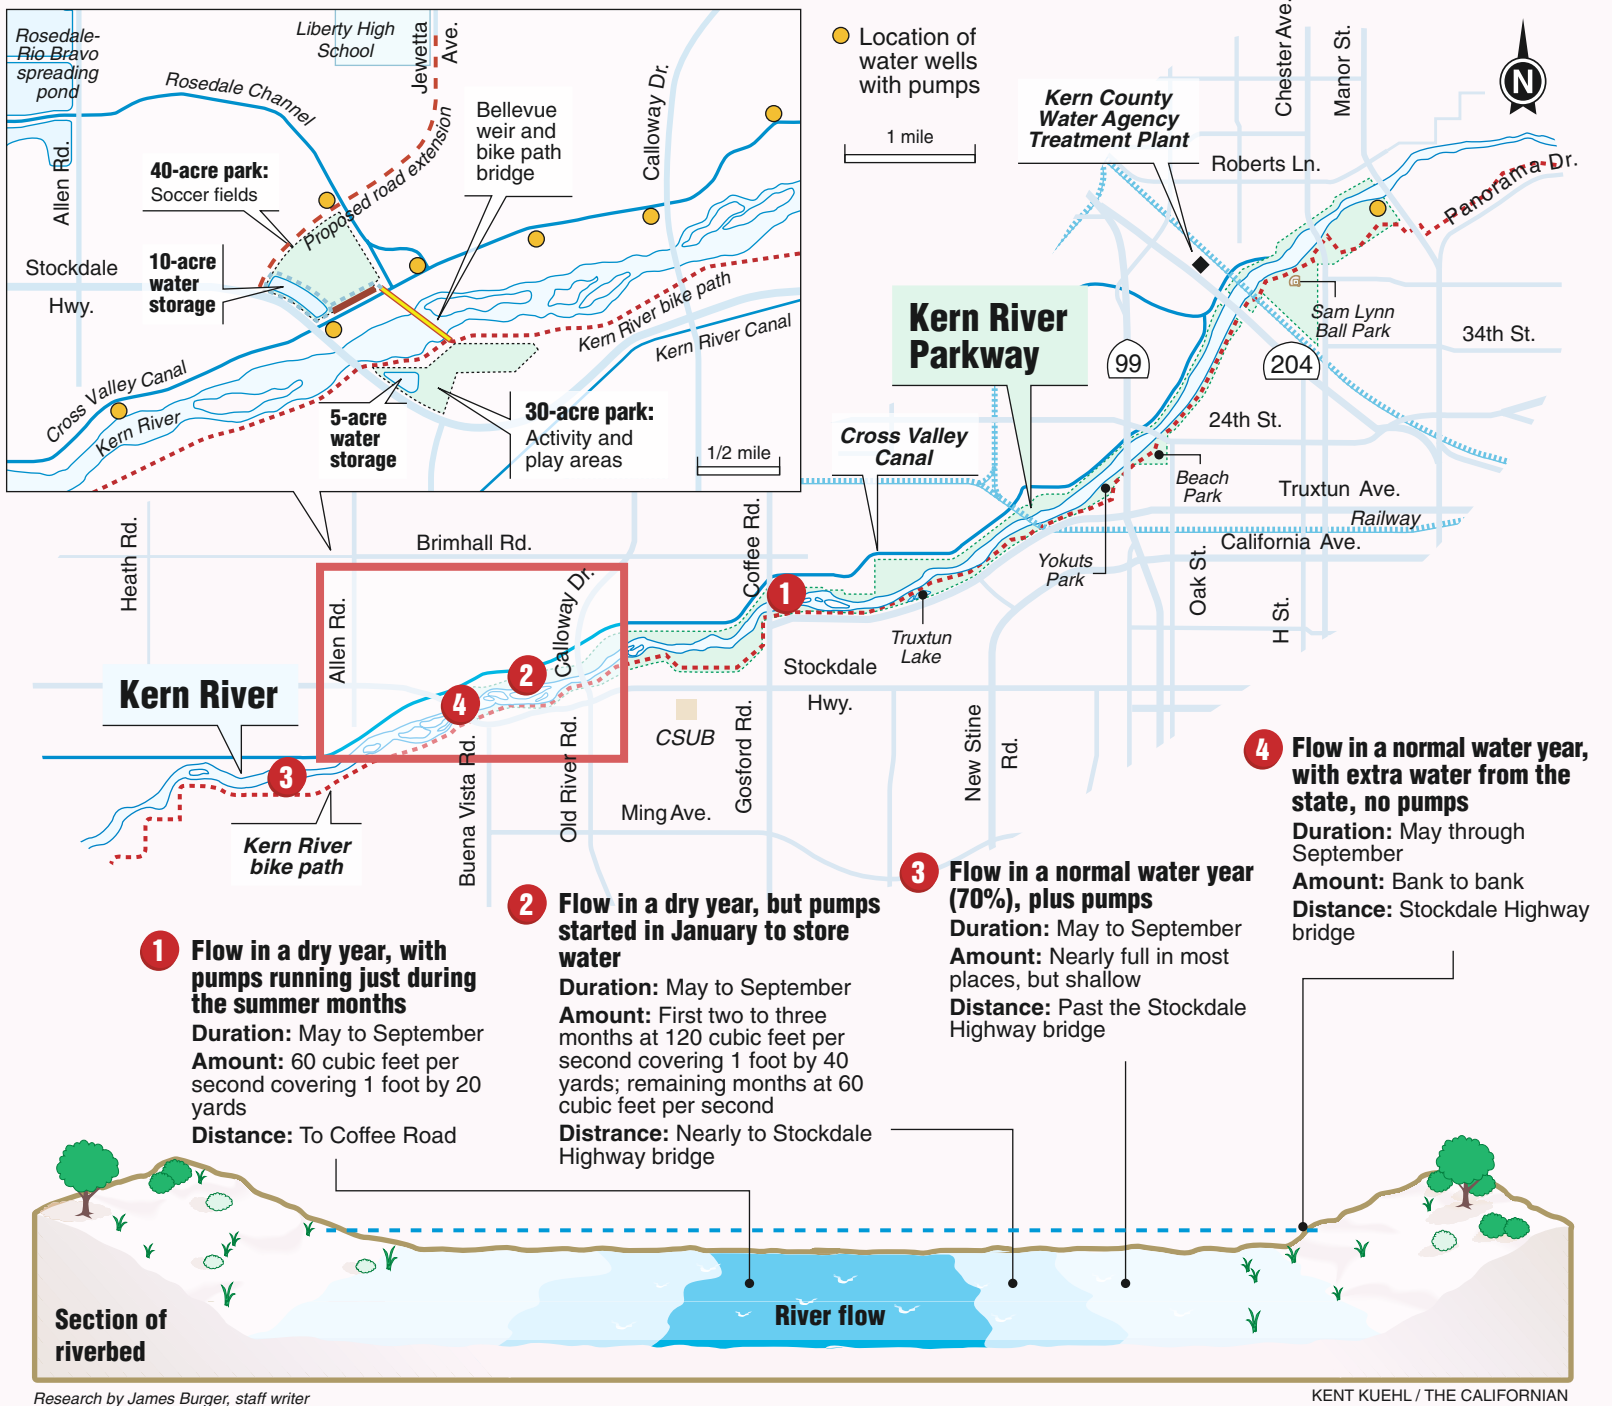 Rosedale-
Rio Bravo
spreading
pond
Liberty High
School
Jewetta
Ave.
Rosedale Channel
Allen Rd.
40-acre park:
Soccer fields
Proposed road extension
Bellevue
weir and
bike path
bridge
Calloway Dr.
Stockdale
Hwy.
10-acre
water
storage
Cross Valley Canal
Kern River
Kern River bike path
Kern River Canal
5-acre
water
storage
30-acre park:
Activity and
play areas
1/2 mile
Location of
water wells
with pumps
1 mile
Kern County
Water Agency
Treatment Plant
Chester Ave.
Manor St.
N
Roberts Ln.
Panorama Dr.
Kern River
Parkway
99
204
Sam Lynn
Ball Park
34th St.
24th St.
Cross Valley
Canal
Beach
Park
Truxtun Ave.
Railway
California Ave.
Yokuts
Park
Oak St.
H St.
Heath Rd.
Brimhall Rd.
Coffee Rd.
Allen Rd.
Calloway Dr.
1
2
4
3
Truxtun
Lake
Stockdale
Hwy.
Kern River
CSUB
Buena Vista Rd.
Old River Rd.
Gosford Rd.
New Stine
Rd.
Ming Ave.
Kern River
bike path
1
Flow in a dry year, with
pumps running just during
the summer months
Duration: May to September
Amount: 60 cubic feet per
second covering 1 foot by 20
yards
Distance: To Coffee Road
2
Flow in a dry year, but pumps
started in January to store
water
Duration: May to September
Amount: First two to three
months at 120 cubic feet per
second covering 1 foot by 40
yards; remaining months at 60
cubic feet per second
Distrance: Nearly to Stockdale
Highway bridge
3
Flow in a normal water year
(70%), plus pumps
Duration: May to September
Amount: Nearly full in most
places, but shallow
Distance: Past the Stockdale
Highway bridge
4
Flow in a normal water year,
with extra water from the
state, no pumps
Duration: May through
September
Amount: Bank to bank
Distance: Stockdale Highway
bridge
River flow
Section of
riverbed
Research by James Burger, staff writer
KENT KUEHL / THE CALIFORNIAN